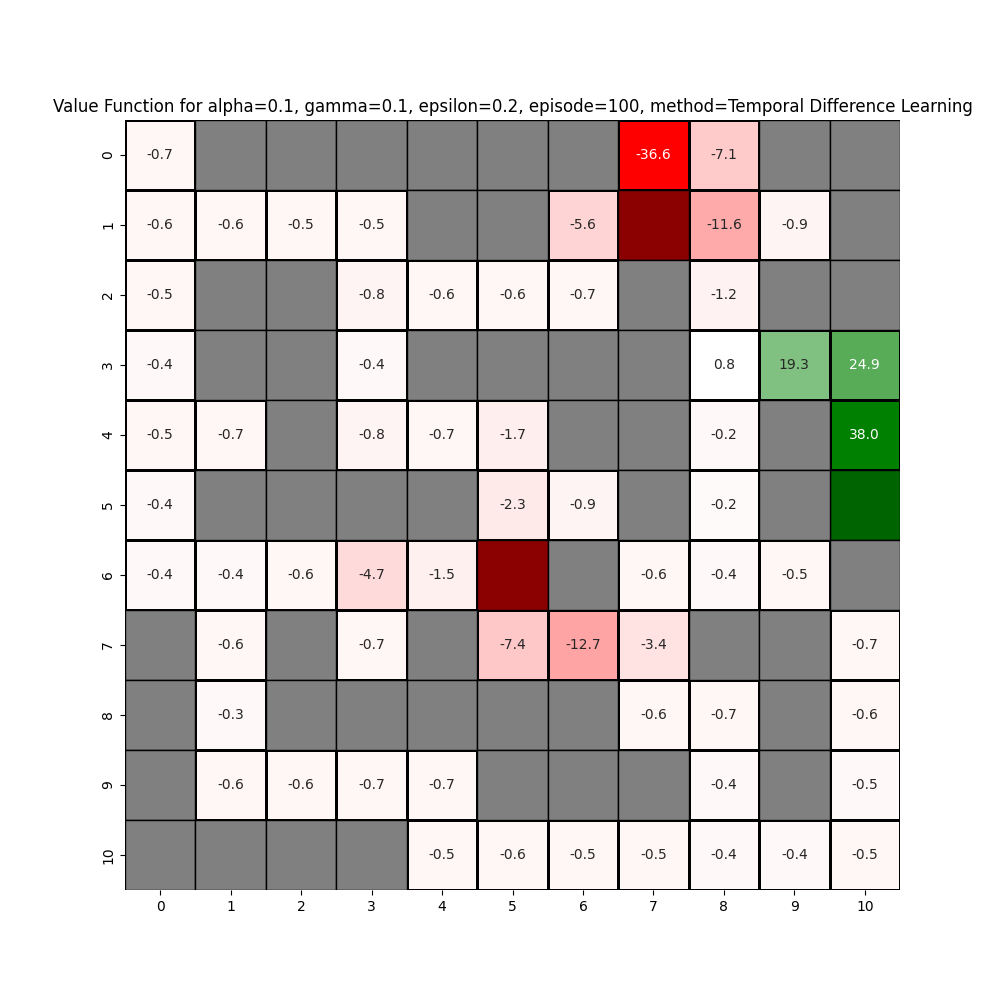 Value Function for alpha=0.1, gamma=0.1, epsilon=0.2, episode=100, method=Temporal Difference Learning
0 -0.7 -36.6 -7.1
1 -0.6 -0.6 -0.5 -0.5 -5.6 -11.6 -0.9
2 -0.5 -0.8 -0.6 -0.6 -0.7 -1.2
3 -0.4 -0.4 0.8 19.3 24.9
4 -0.5 -0.7 -0.8 -0.7 -1.7 -0.2 38.0
5 -0.4 -2.3 -0.9 -0.2
6 -0.4 -0.4 -0.6 -4.7 -1.5 -0.6 -0.4 -0.5
7 -0.6 -0.7 -7.4 -12.7 -3.4 -0.7
8 -0.3 -0.6 -0.7 -0.6
9 -0.6 -0.6 -0.7 -0.7 -0.4 -0.5
10 -0.5 -0.6 -0.5 -0.5 -0.4 -0.4 -0.5
0 1 2 3 4 5 6 7 8 9 10